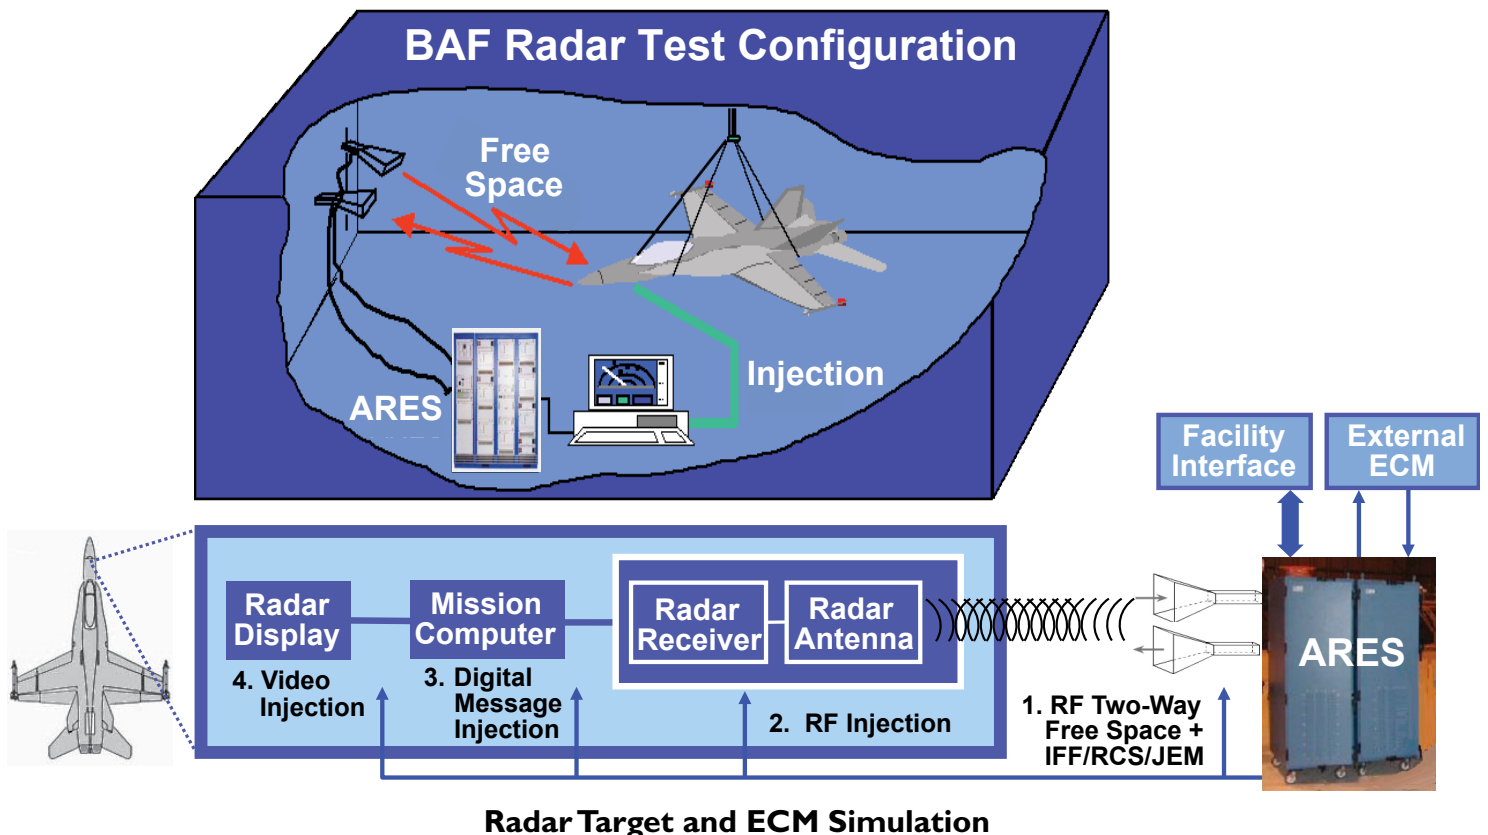 BAF Radar Test Configuration
Free
Space
Injection
ARES
Facility
Interface
External
ECM
Radar
Display
Mission
Computer
Radar
Receiver
Radar
Antenna
ARES
4. Video
Injection
3. Digital
Message
Injection
2. RF Injection
1. RF Two-Way
Free Space +
IFF/RCS/JEM
Radar Target and ECM Simulation